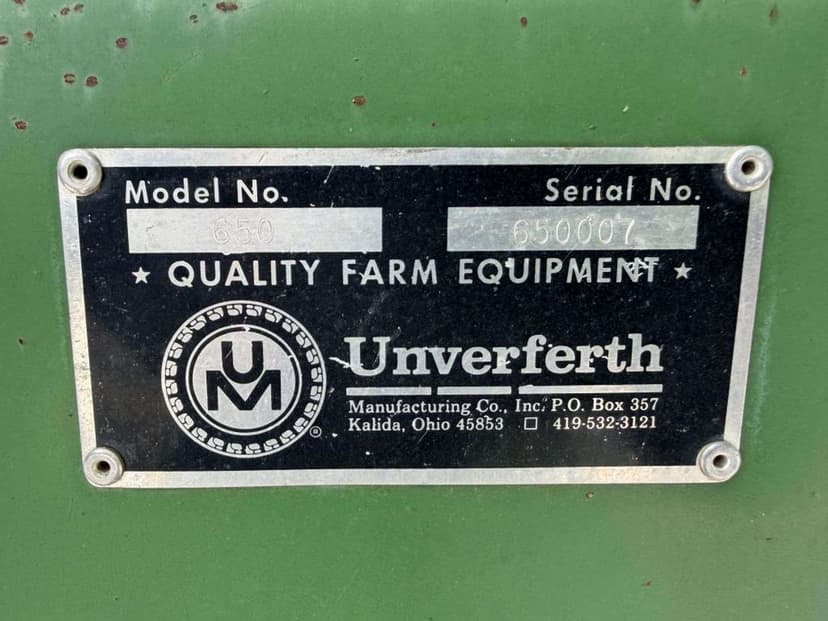 Model No. Serial No.
650 650007
★ QUALITY FARM EQUIPMENT ★
UM
Unverferth
Manufacturing Co., Inc. P.O. Box 357
Kalida, Ohio 45853 □ 419-532-3121
®